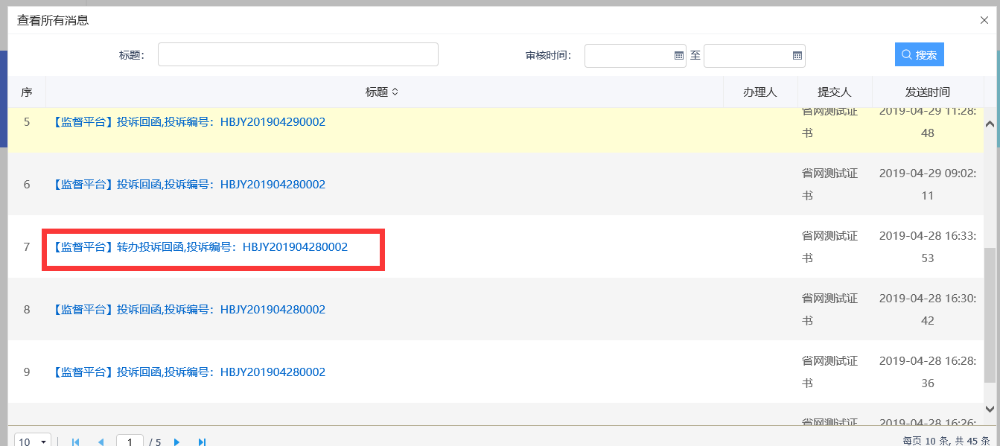 查看所有消息
标题：
审核时间：
至
搜索
序
标题
办理人
提交人
发送时间
5
【监督平台】投诉回函,投诉编号：HBJY201904290002
省网测试证
书
2019-04-29 11:28:
48
6
【监督平台】投诉回函,投诉编号：HBJY201904280002
省网测试证
书
2019-04-29 09:02:
11
7
【监督平台】转办投诉回函,投诉编号：HBJY201904280002
省网测试证
书
2019-04-28 16:33:
53
8
【监督平台】投诉回函,投诉编号：HBJY201904280002
省网测试证
书
2019-04-28 16:30:
42
9
【监督平台】投诉回函,投诉编号：HBJY201904280002
省网测试证
书
2019-04-28 16:28:
36
省网测试证
2019-04-28 16:26:
10
1
/ 5
每页 10 条, 共 45 条